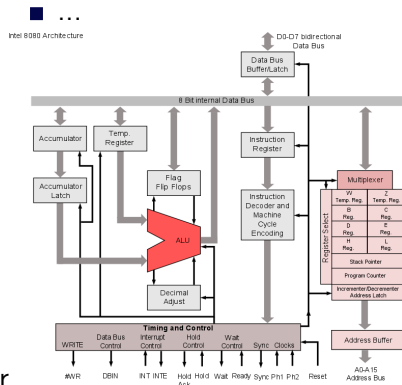 ...
Intel 8080 Architecture
D0-D7 bidirectional
Data Bus
Data Bus
Buffer/Latch
8 Bit internal Data Bus
Accumulator
Temp.
Register
Flag
Flip Flops
Instruction
Register
Multiplexer
W
Temp. Reg.
Z
Temp. Reg.
B
Reg.
C
Reg.
D
Reg.
E
Reg.
H
Reg.
L
Reg.
Register Select
Stack Pointer
Program Counter
Incrementer/Decrementer
Address Latch
Accumulator
Latch
ALU
Instruction
Decoder and
Machine
Cycle
Encoding
Decimal
Adjust
Address Buffer
Timing and Control
WRITE
Data Bus
Control
Interrupt
Control
Hold
Control
Wait
Control
Sync
Clocks
#WR
DBIN
INT
INTE
Hold
Ack
Hold
Wait
Ready
Sync
Ph1
Ph2
Reset
A0-A15
Address Bus
r